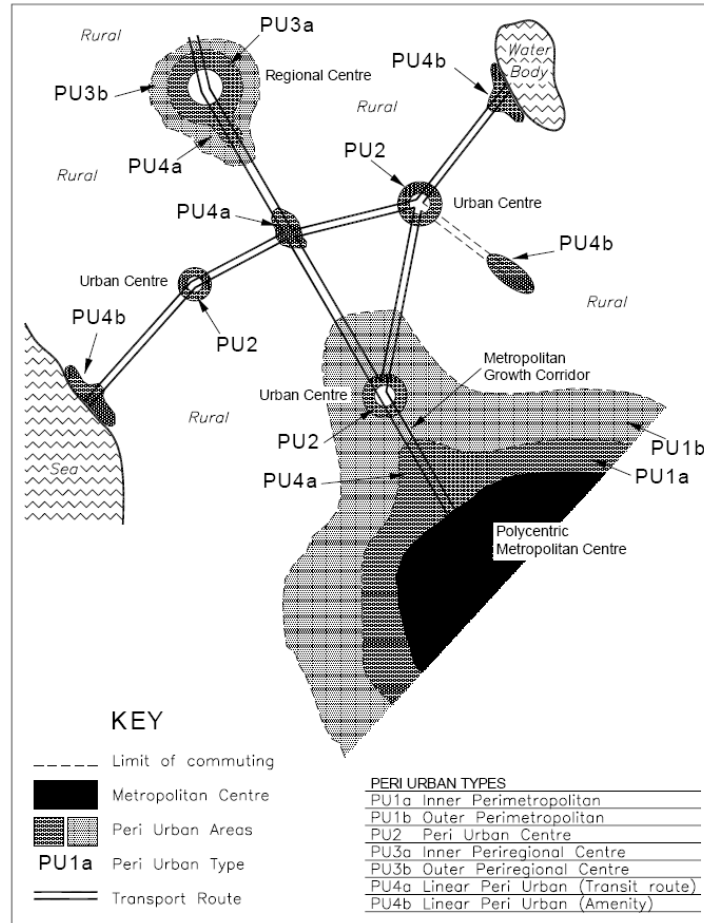 Rural
PU3a
Regional Centre
PU3b
PU4b
Water
Body
Rural
PU4a
Rural
PU2
PU4a
Urban Centre
PU4b
Urban Centre
Rural
PU4b
PU2
Metropolitan
Growth Corridor
Urban Centre
Rural
PU2
PU1b
Sea
PU4a
PU1a
Polycentric
Metropolitan Centre
KEY
Limit of commuting
Metropolitan Centre
Peri Urban Areas
PU1a Peri Urban Type
Transport Route
PERI URBAN TYPES
PU1a Inner Perimetropolitan
PU1b Outer Perimetropolitan
PU2 Peri Urban Centre
PU3a Inner Periregional Centre
PU3b Outer Periregional Centre
PU4a Linear Peri Urban (Transit route)
PU4b Linear Peri Urban (Amenity)